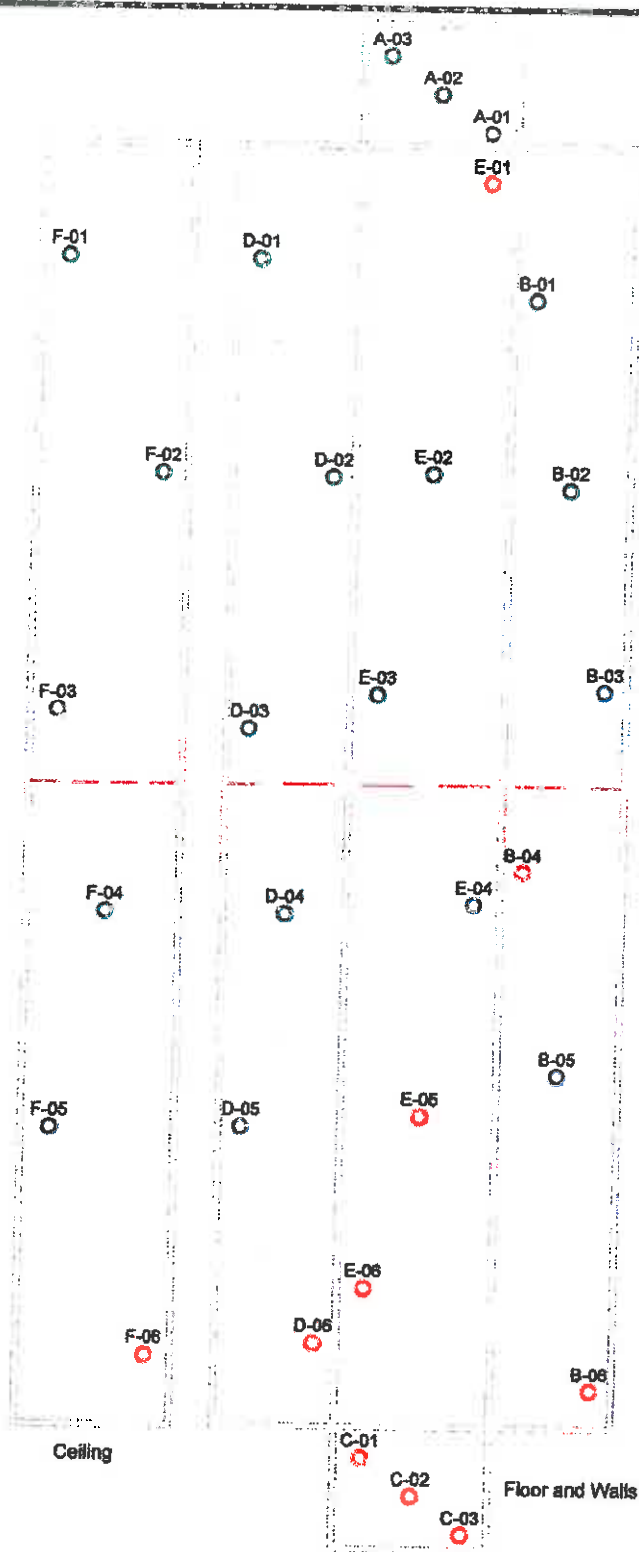 A-03
A-02
A-01
E-01
F-01
D-01
B-01
F-02
D-02
E-02
B-02
F-03
D-03
E-03
B-03
B-04
F-04
D-04
E-04
B-05
F-05
D-05
E-05
E-06
F-06
D-06
B-06
C-01
C-02
C-03
Ceiling
Floor and Walls